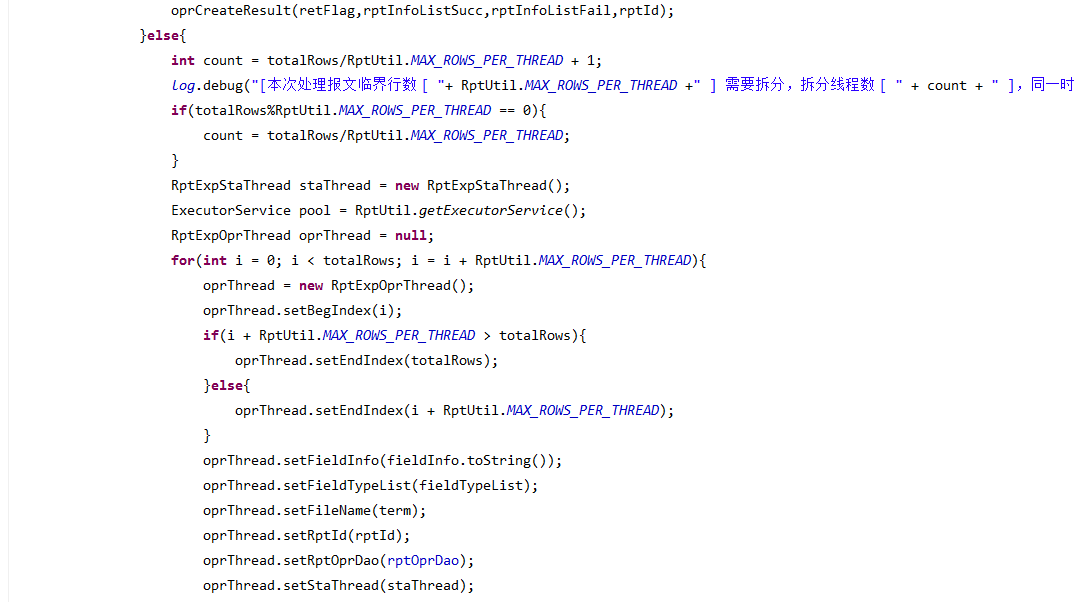 oprCreateResult(retFlag,rptInfoListSucc,rptInfoListFail,rptId);
}else{
int count = totalRows/RptUtil.MAX_ROWS_PER_THREAD + 1;
log.debug("[本次处理报文临界行数 [ "+ RptUtil.MAX_ROWS_PER_THREAD +" ] 需要拆分，拆分线程数 [ " + count + " ]，同一时
if(totalRows%RptUtil.MAX_ROWS_PER_THREAD == 0){
count = totalRows/RptUtil.MAX_ROWS_PER_THREAD;
}
RptExpStaThread staThread = new RptExpStaThread();
ExecutorService pool = RptUtil.getExecutorService();
RptExpOprThread oprThread = null;
for(int i = 0; i < totalRows; i = i + RptUtil.MAX_ROWS_PER_THREAD){
oprThread = new RptExpOprThread();
oprThread.setBegIndex(i);
if(i + RptUtil.MAX_ROWS_PER_THREAD > totalRows){
oprThread.setEndIndex(totalRows);
}else{
oprThread.setEndIndex(i + RptUtil.MAX_ROWS_PER_THREAD);
}
oprThread.setFieldInfo(fieldInfo.toString());
oprThread.setFieldTypeList(fieldTypeList);
oprThread.setFileName(term);
oprThread.setRptId(rptId);
oprThread.setRptOprDao(rptOprDao);
oprThread.setStaThread(staThread);